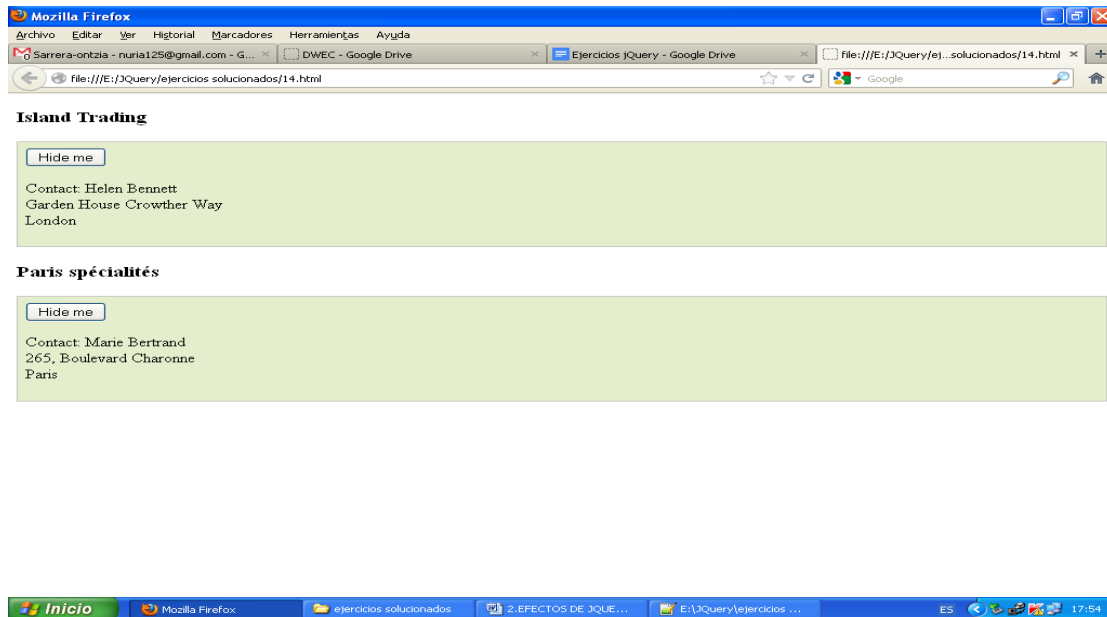 Mozilla Firefox
Archivo Editar Ver Historial Marcadores Herramientas Ayuda
Sarrera-ontzia - nuria125@gmail.com - G... DWEC - Google Drive Ejercicios jQuery - Google Drive file:///E:/JQuery/ej...solucionados/14.html
file:///E:/JQuery/ejercicios solucionados/14.html Google
Island Trading
Hide me
Contact: Helen Bennett
Garden House Crowther Way
London
Paris spécialités
Hide me
Contact: Marie Bertrand
265, Boulevard Charonne
Paris
Inicio Mozilla Firefox ejercicios solucionados 2.EFECTOS DE JQUE... E:\JQuery\ejercicios ... ES 17:54